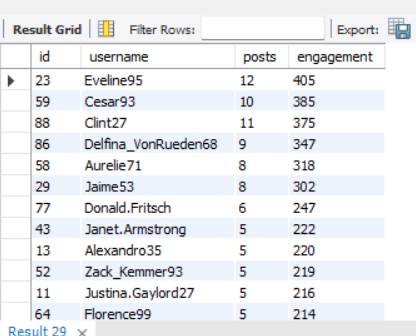 Result Grid Filter Rows: Export:
id username posts engagement
23 Eveline95 12 405
59 Cesar93 10 385
88 Clint27 11 375
86 Delfina_VonRueden68 9 347
58 Aurelie71 8 318
29 Jaime53 8 302
77 Donald.Fritsch 6 247
43 Janet.Armstrong 5 222
13 Alexandro35 5 220
52 Zack_Kemmer93 5 219
11 Justina.Gaylord27 5 216
64 Florence99 5 214
Result 29 ×